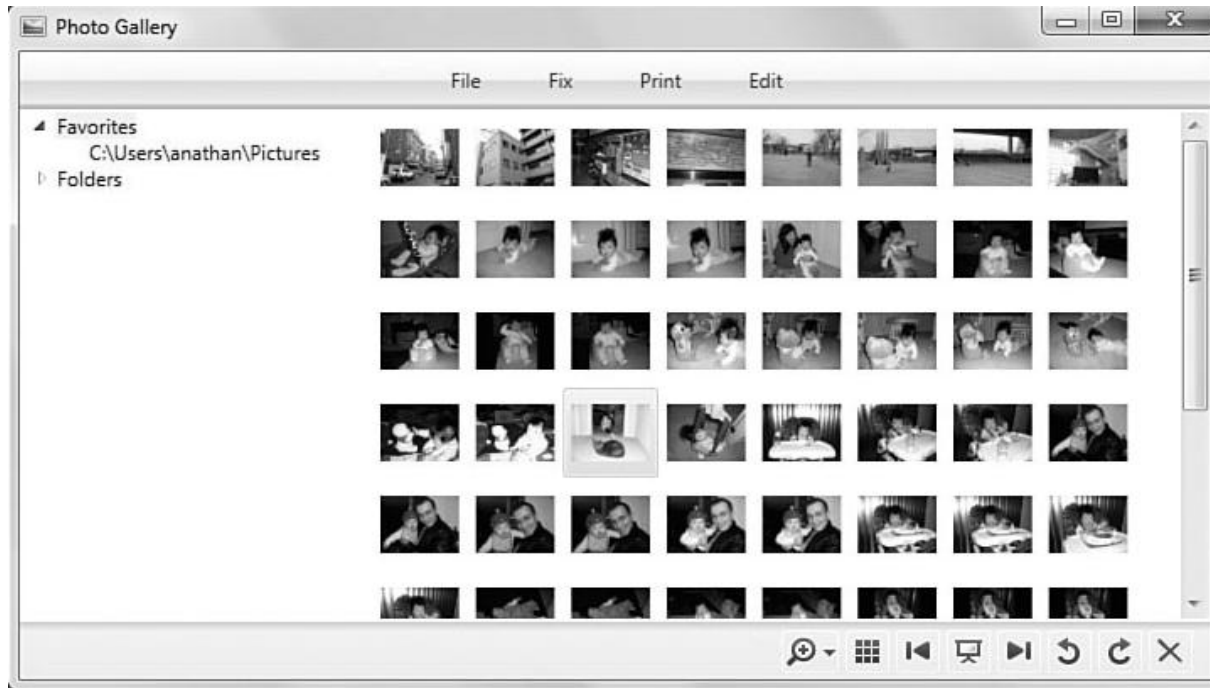 Photo Gallery
File Fix Print Edit
Favorites
C:\Users\anathan\Pictures
Folders